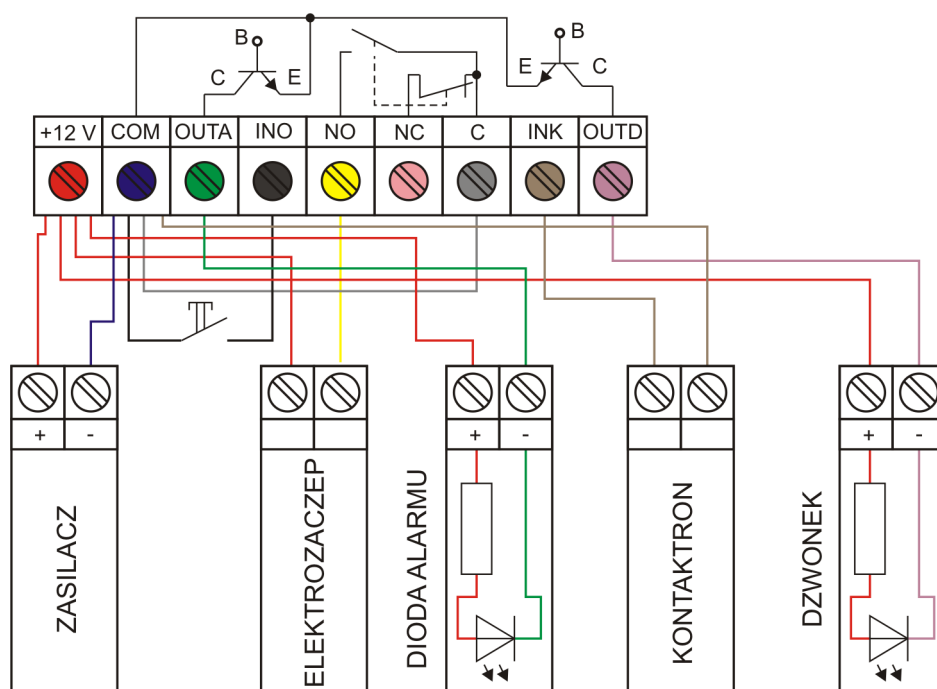 B
B
C E
E C
+12 V COM OUTA INO NO NC C INK OUTD
+ -
+ -
+ -
ZASILACZ
ELEKTROZACZEP
DIODA ALARMU
KONTAKTRON
DZWONEK